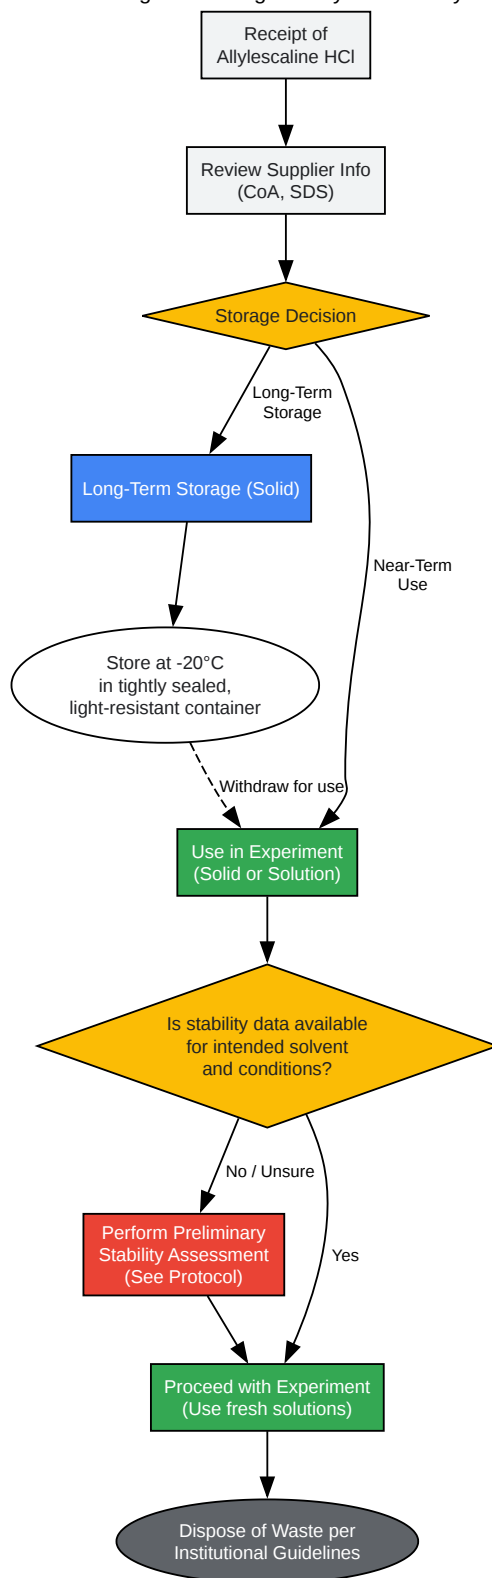 Receipt of
Allylescaline HCl
Review Supplier Info
(CoA, SDS)
Storage Decision
Long-Term
Storage
Long-Term Storage (Solid)
Near-Term
Use
Store at -20°C
in tightly sealed,
light-resistant container
Withdraw for use
Use in Experiment
(Solid or Solution)
Is stability data available
for intended solvent
and conditions?
No / Unsure
Perform Preliminary
Stability Assessment
(See Protocol)
Yes
Proceed with Experiment
(Use fresh solutions)
Dispose of Waste per
Institutional Guidelines